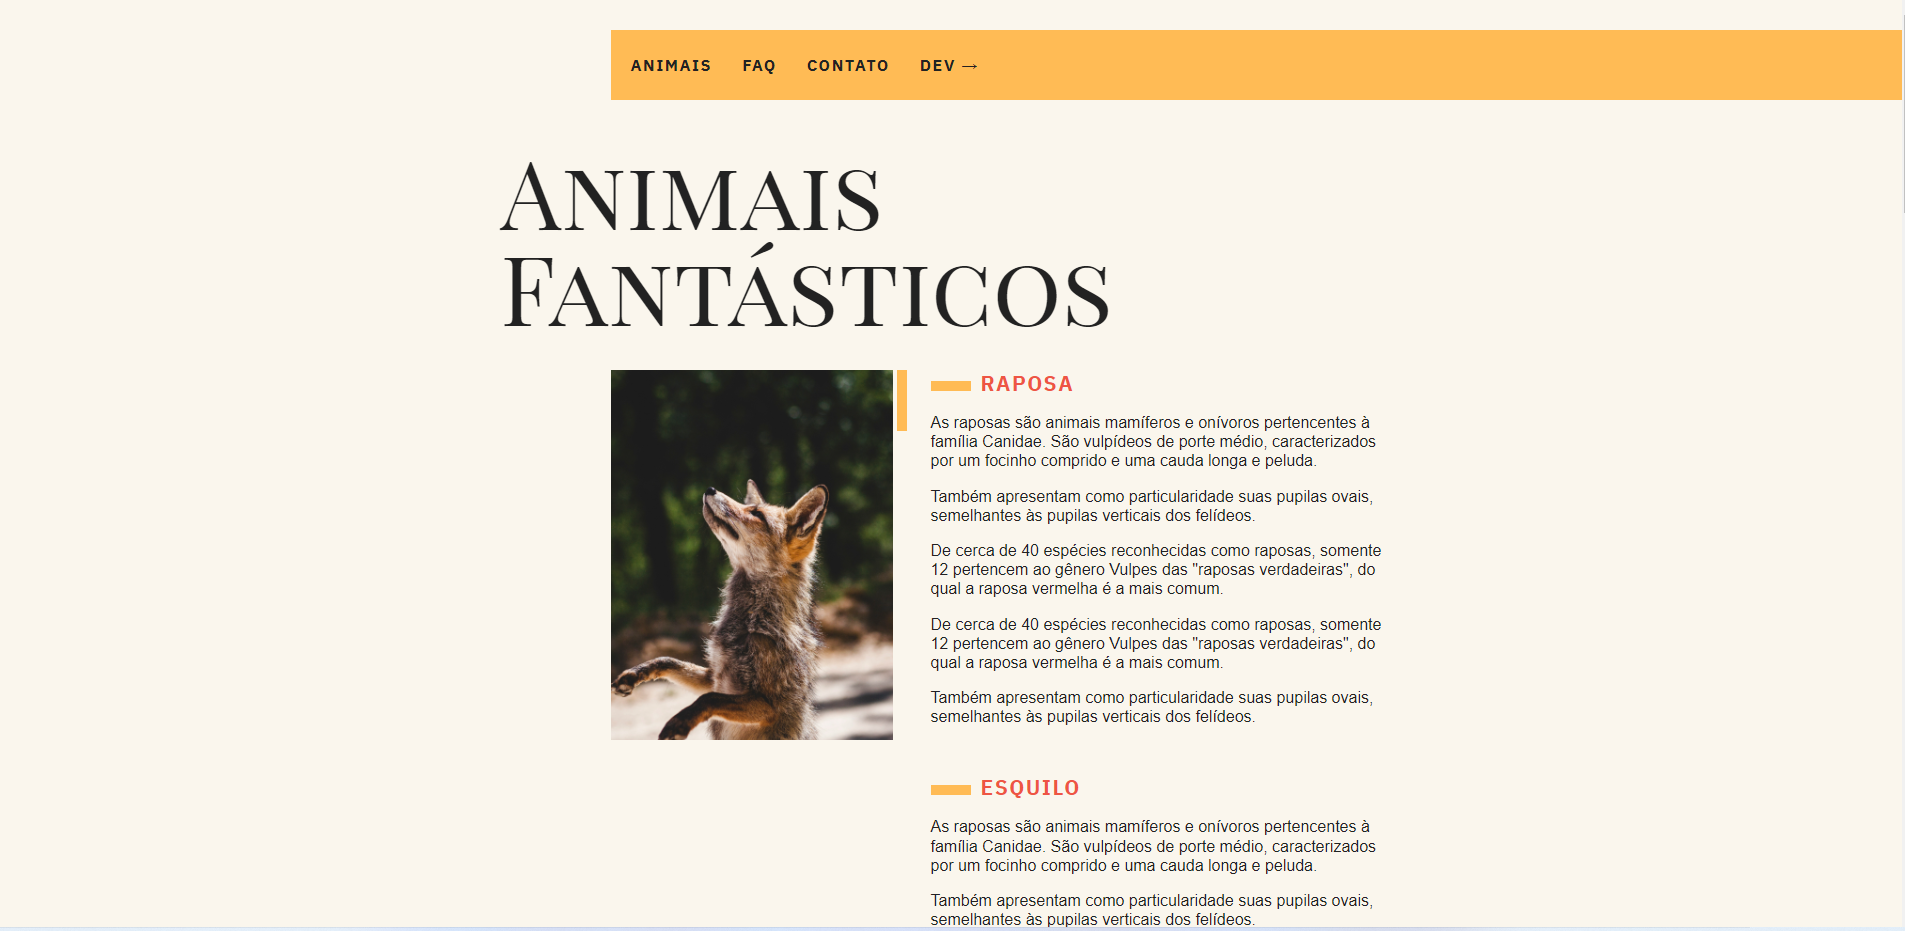 ANIMAIS FAQ CONTATO DEV →
Animais
Fantásticos
RAPOSA
As raposas são animais mamíferos e onívoros pertencentes à
família Canidae. São vulpídeos de porte médio, caracterizados
por um focinho comprido e uma cauda longa e peluda.
Também apresentam como particularidade suas pupilas ovais,
semelhantes às pupilas verticais dos felídeos.
De cerca de 40 espécies reconhecidas como raposas, somente
12 pertencem ao gênero Vulpes das "raposas verdadeiras", do
qual a raposa vermelha é a mais comum.
De cerca de 40 espécies reconhecidas como raposas, somente
12 pertencem ao gênero Vulpes das "raposas verdadeiras", do
qual a raposa vermelha é a mais comum.
Também apresentam como particularidade suas pupilas ovais,
semelhantes às pupilas verticais dos felídeos.
ESQUILO
As raposas são animais mamíferos e onívoros pertencentes à
família Canidae. São vulpídeos de porte médio, caracterizados
por um focinho comprido e uma cauda longa e peluda.
Também apresentam como particularidade suas pupilas ovais,
semelhantes às pupilas verticais dos felídeos.